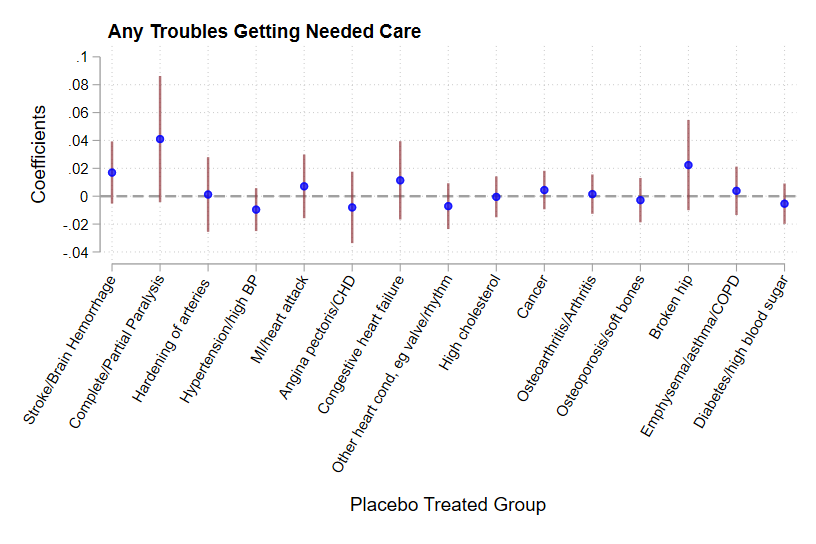 Any Troubles Getting Needed Care
Coefficients
.1
.08
.06
.04
.02
0
-.02
-.04
Stroke/Brain Hemorrhage
Complete/Partial Paralysis
Hardening of arteries
Hypertension/high BP
MI/heart attack
Angina pectoris/CHD
Congestive heart failure
Other heart cond, eg valve/rhythm
High cholesterol
Cancer
Osteoarthritis/Arthritis
Osteoporosis/soft bones
Broken hip
Emphysema/asthma/COPD
Diabetes/high blood sugar
Placebo Treated Group